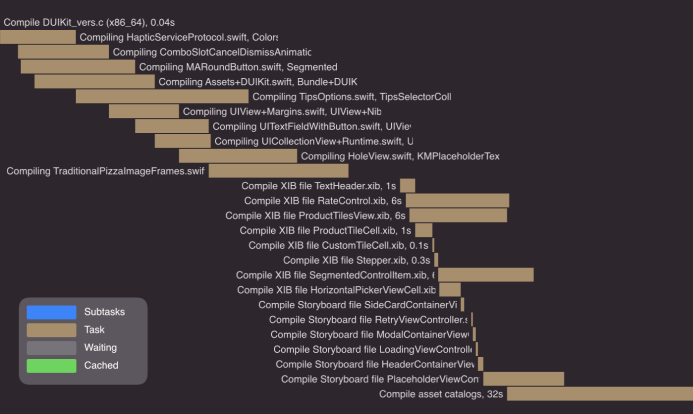 Compile DUIKit_vers.c (x86_64), 0.04s
Compiling HapticServiceProtocol.swift, Colors
Compiling ComboSlotCancelDismissAnimatic
Compiling MARoundButton.swift, Segmented
Compiling Assets+DUIKit.swift, Bundle+DUIK
Compiling TipsOptions.swift, TipsSelectorColl
Compiling UIView+Margins.swift, UIView+Nib
Compiling UITextFieldWithButton.swift, UIView
Compiling UICollectionView+Runtime.swift, U
Compiling HoleView.swift, KMPlaceholderTex
Compiling TraditionalPizzaImageFrames.swif
Compile XIB file TextHeader.xib, 1s
Compile XIB file RateControl.xib, 6s
Compile XIB file ProductTilesView.xib, 6s
Compile XIB file ProductTileCell.xib, 1s
Compile XIB file CustomTileCell.xib, 0.1s
Compile XIB file Stepper.xib, 0.3s
Compile XIB file SegmentedControlItem.xib,
Compile XIB file HorizontalPickerViewCell.xib
Compile Storyboard file SideCardContainerVi
Compile Storyboard file RetryViewController.s
Compile Storyboard file ModalContainerView
Compile Storyboard file LoadingViewControlle
Compile Storyboard file HeaderContainerView
Compile Storyboard file PlaceholderViewCon
Compile asset catalogs, 32s
Subtasks
Task
Waiting
Cached